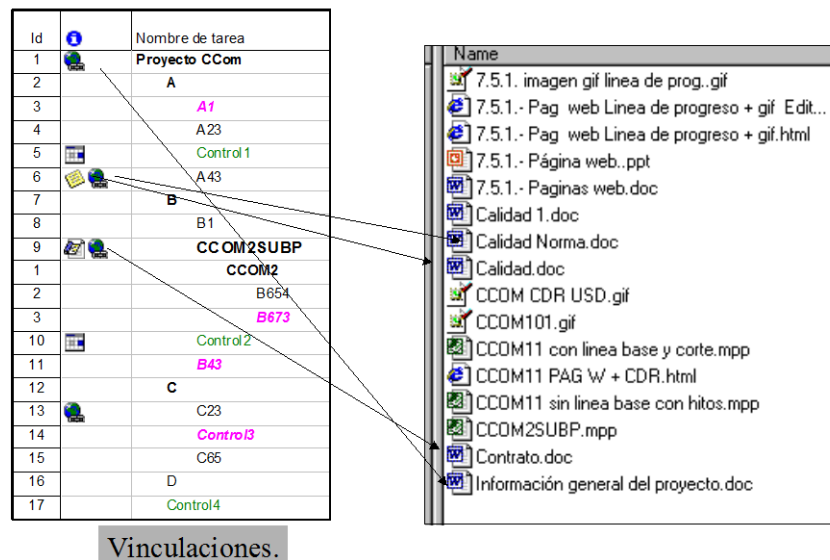 Id Nombre de tarea
1 Proyecto CCom
2 A
3 A1
4 A23
5 Control1
6 A43
7 B
8 B1
9 CCOM2SUBP
1 CCOM2
2 B654
3 B673
10 Control2
11 B43
12 C
13 C23
14 Control3
15 C65
16 D
17 Control4
Name
7.5.1. imagen gif linea de prog..gif
7.5.1.- Pag web Linea de progreso + gif Edit...
7.5.1.- Pag web Linea de progreso + gif.html
7.5.1.- Página web..ppt
7.5.1.- Paginas web.doc
Calidad 1.doc
Calidad Norma.doc
Calidad.doc
CCOM CDR USD.gif
CCOM101.gif
CCOM11 con linea base y corte.mpp
CCOM11 PAG W + CDR.html
CCOM11 sin linea base con hitos.mpp
CCOM2SUBP.mpp
Contrato.doc
Información general del proyecto.doc
Vinculaciones.